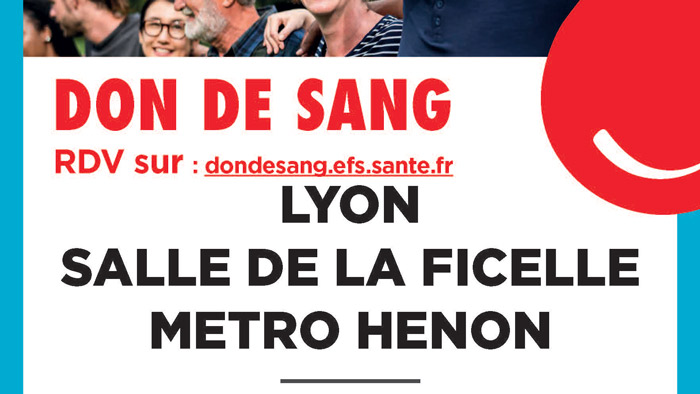 DON DE SANG
RDV sur : dondesang.efs.sante.fr
LYON
SALLE DE LA FICELLE
METRO HENON